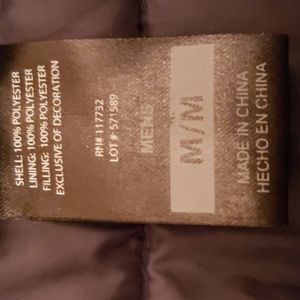 SHELL: 100% POLYESTER
LINING: 100% POLYESTER
FILLING: 100% POLYESTER
EXCLUSIVE OF DECORATION
RN# 117732
LOT #: 571589
MENS
M/M
MADE IN CHINA
HECHO EN CHINA